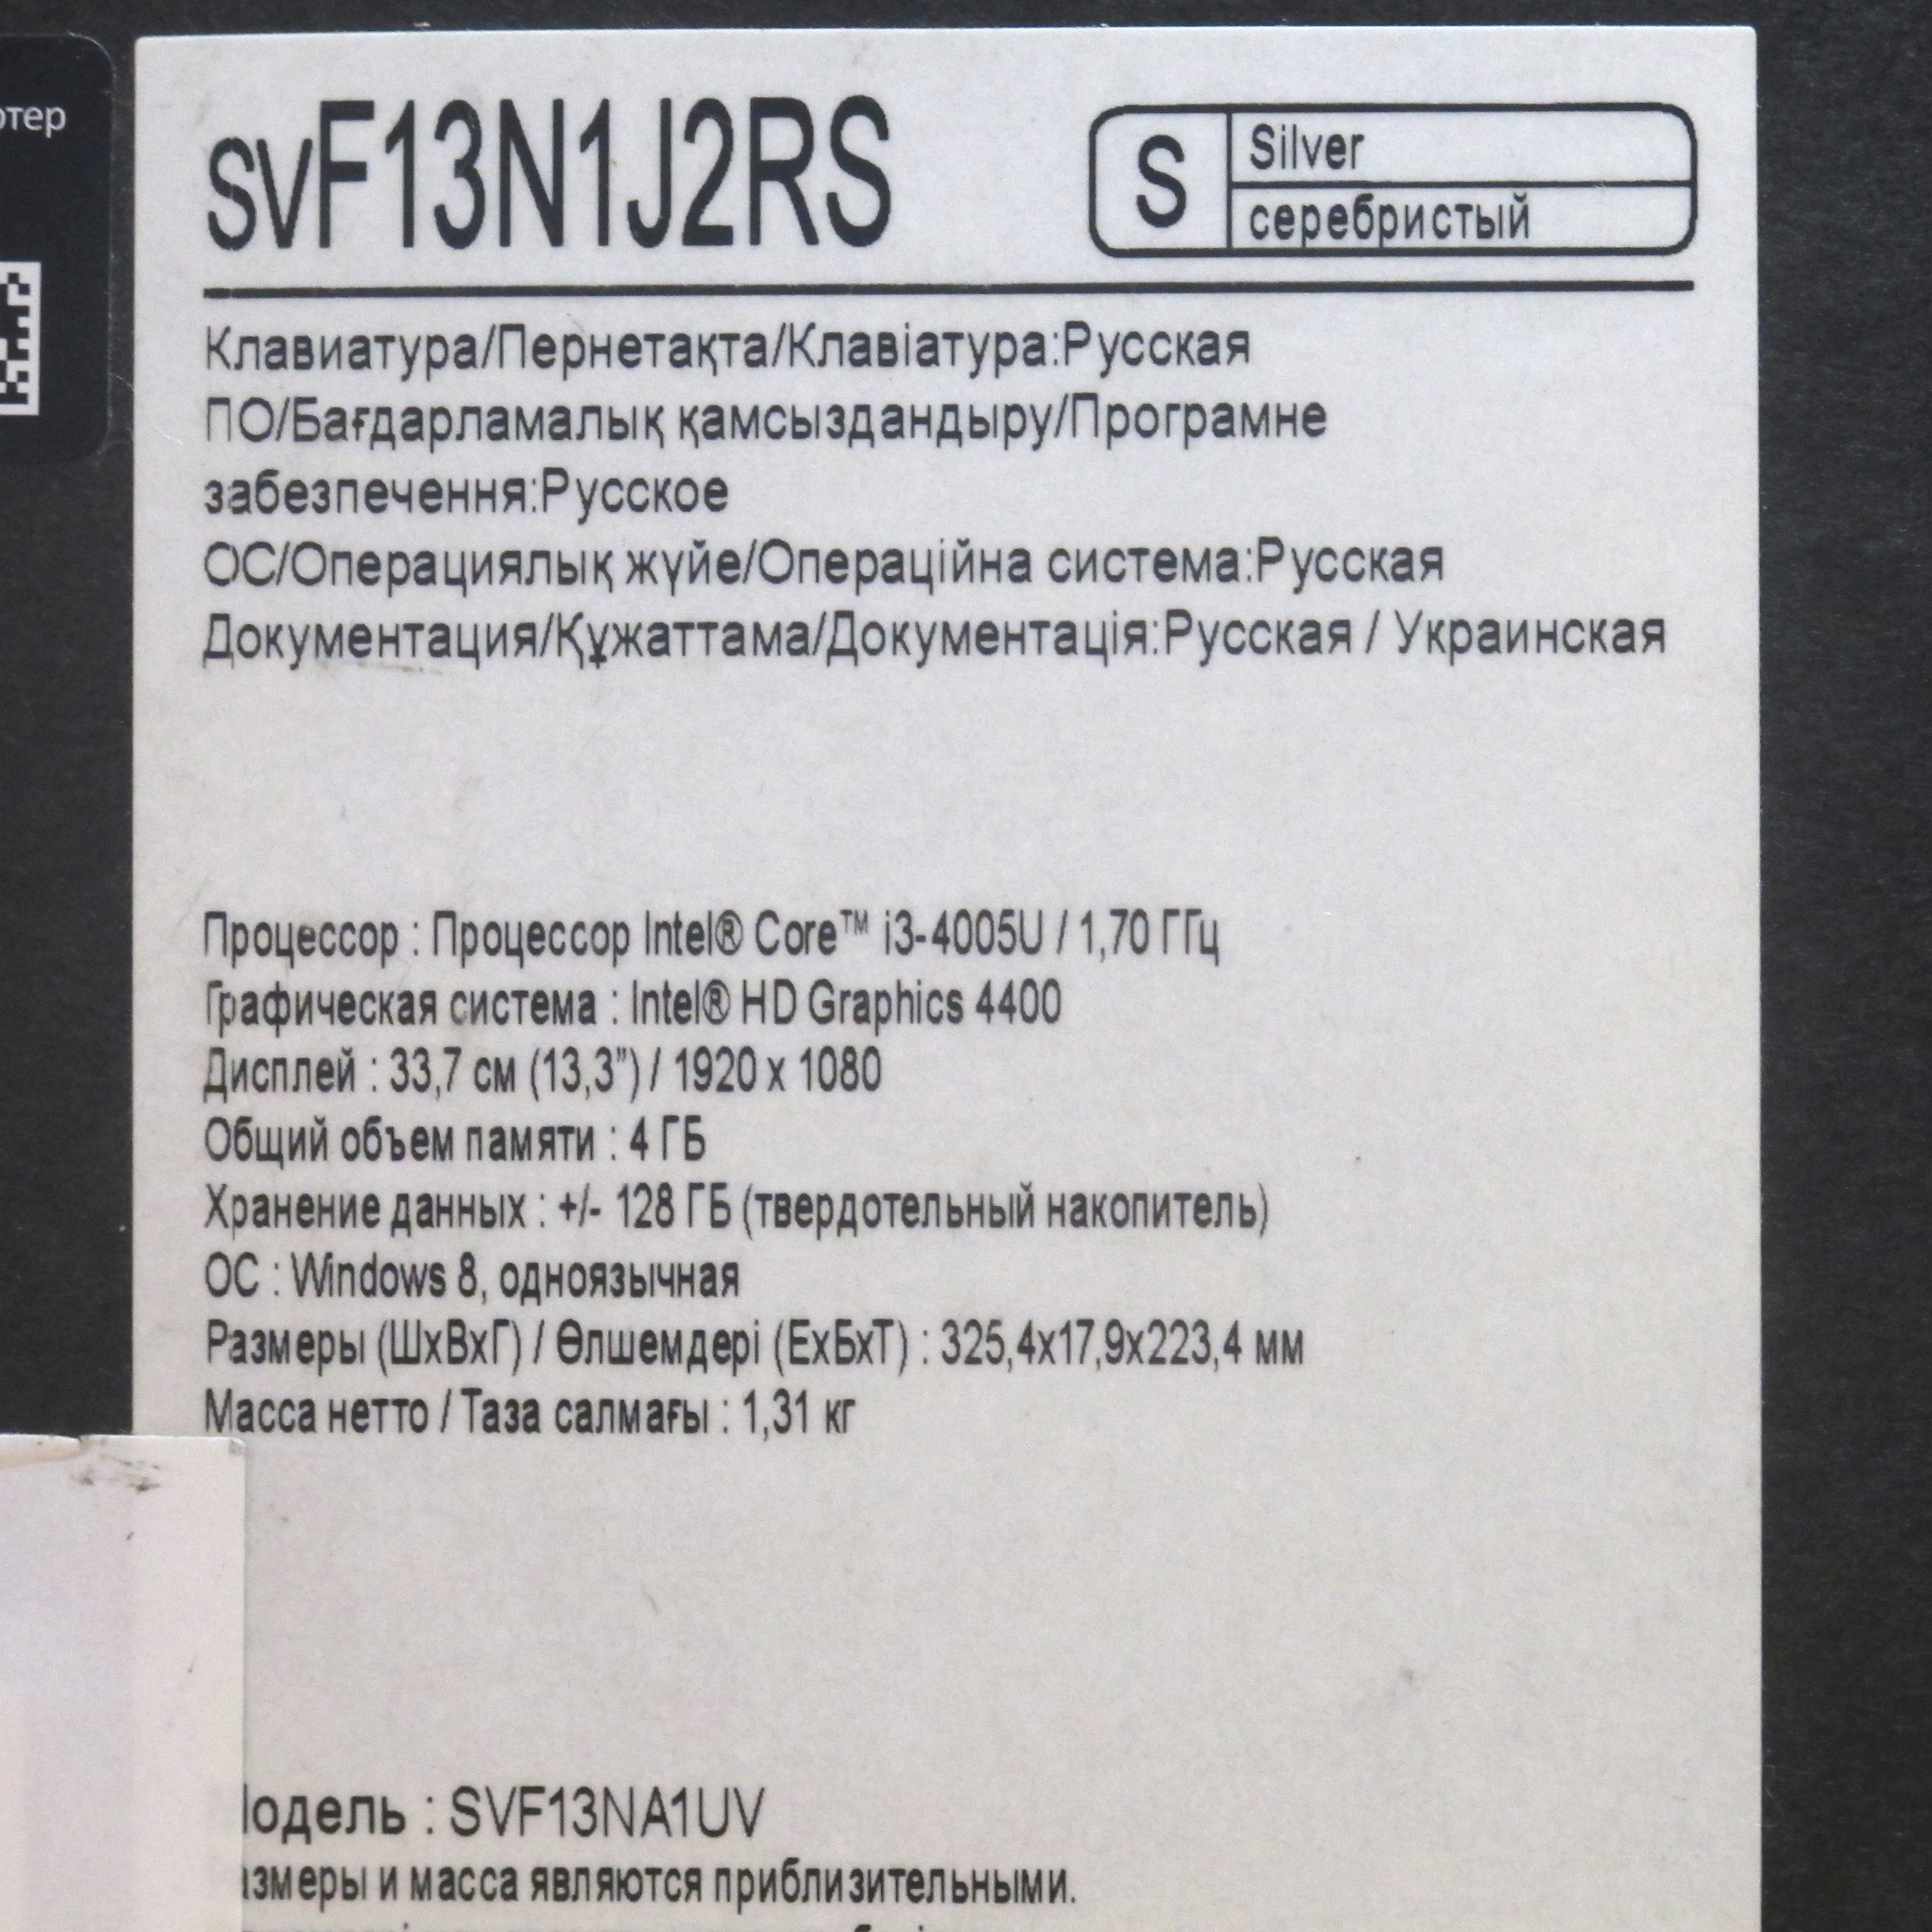 SVF13N1J2RS
S
Silver
серебристый
Клавиатура/Пернетақта/Клавіатура:Русская
ПО/Бағдарламалық қамсыздандыру/Програмне
забезпечення:Русское
ОС/Операциялық жүйе/Операційна система:Русская
Документация/Құжаттама/Документація:Русская / Украинская
Процессор : Процессор Intel® Core™ i3-4005U / 1,70 ГГц
Графическая система : Intel® HD Graphics 4400
Дисплей : 33,7 см (13,3”) / 1920 x 1080
Общий объем памяти : 4 ГБ
Хранение данных : +/- 128 ГБ (твердотельный накопитель)
ОС : Windows 8, одноязычная
Размеры (ШxВxГ) / Өлшемдері (ЕxБxТ) : 325,4x17,9x223,4 мм
Масса нетто / Таза салмағы : 1,31 кг
одель : SVF13NA1UV
азмеры и масса являются приблизительными.